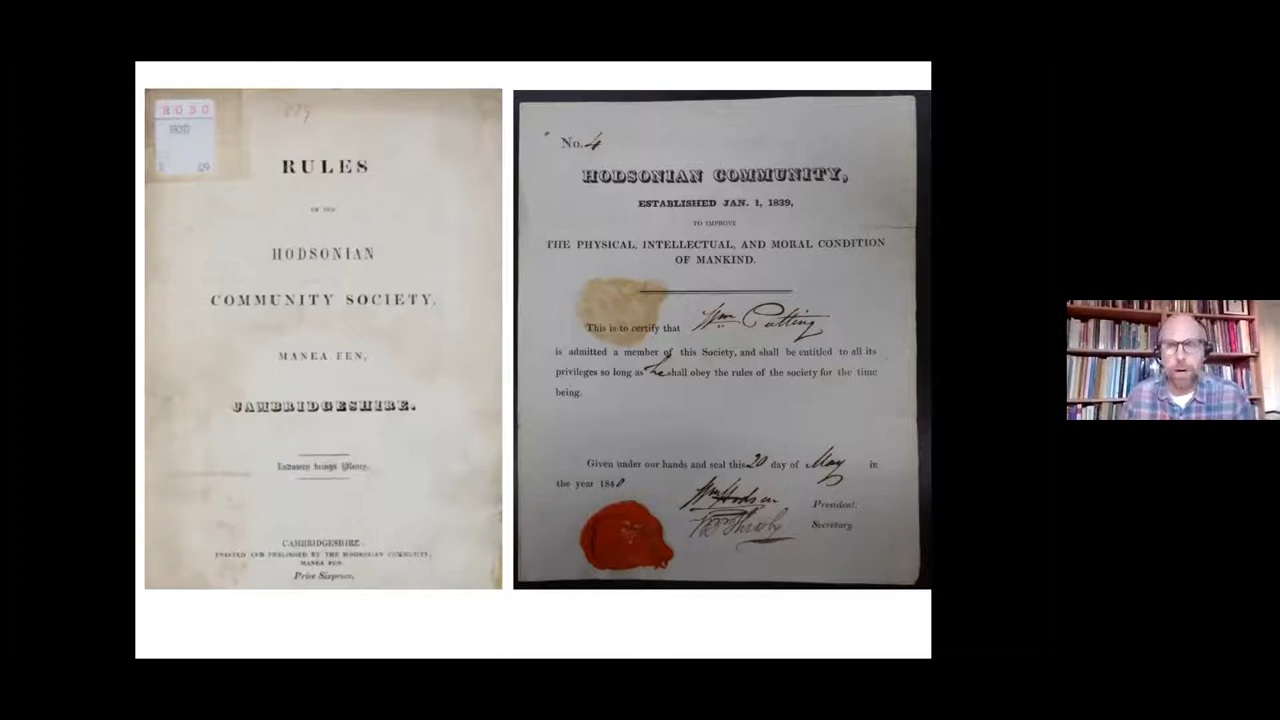 HOD
RULES
OF THE
HODSONIAN
COMMUNITY SOCIETY,
MANEA FEN,
CAMBRIDGESHIRE.
Industry brings Plenty.
CAMBRIDGESHIRE:
PRINTED AND PUBLISHED BY THE HODSONIAN COMMUNITY,
MANEA FEN.
Price Sixpence.
No. 4
HODSONIAN COMMUNITY,
ESTABLISHED JAN. 1, 1839,
TO IMPROVE
THE PHYSICAL, INTELLECTUAL, AND MORAL CONDITION
OF MANKIND.
This is to certify that Wm Cutting
is admitted a member of this Society, and shall be entitled to all its
privileges so long as he shall obey the rules of the society for the time
being.
Given under our hands and seal this 20 day of May in
the year 1840
Wm Hodson President.
Secretary.